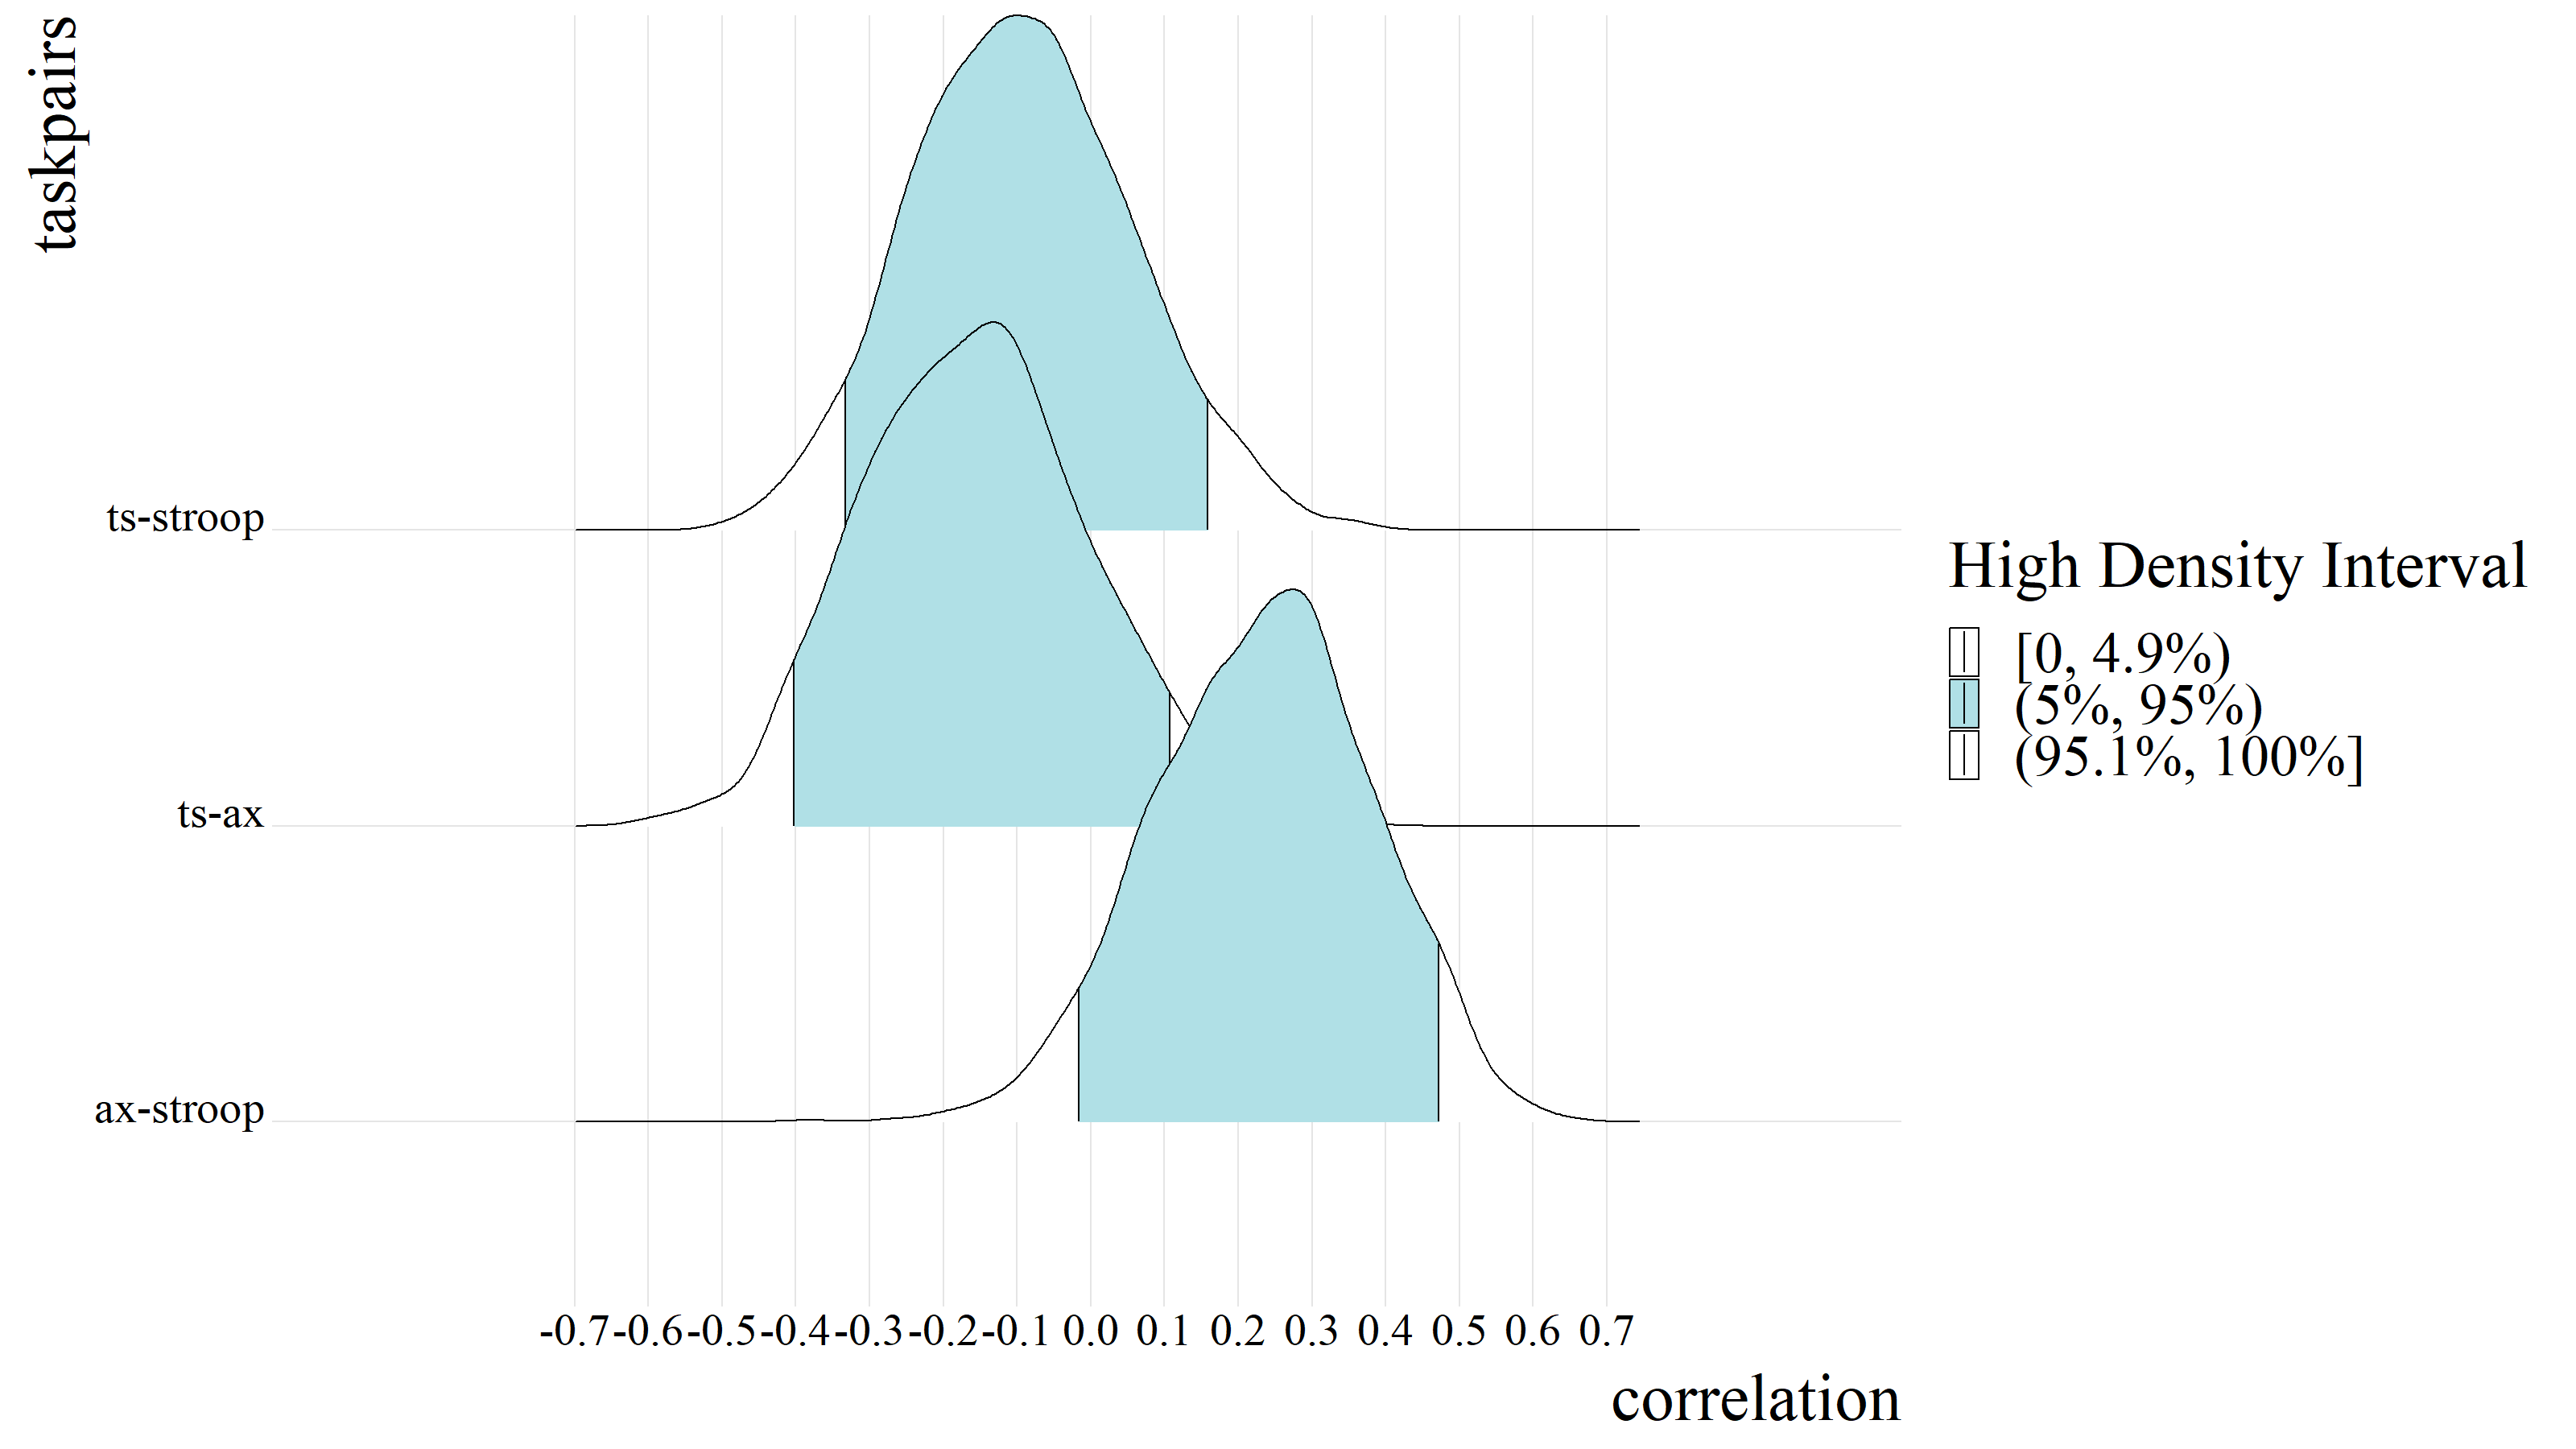 taskpairs
ts-stroop
ts-ax
ax-stroop
-0.7 -0.6 -0.5 -0.4 -0.3 -0.2 -0.1 0.0 0.1 0.2 0.3 0.4 0.5 0.6 0.7
correlation
High Density Interval
[0, 4.9%)
(5%, 95%)
(95.1%, 100%]